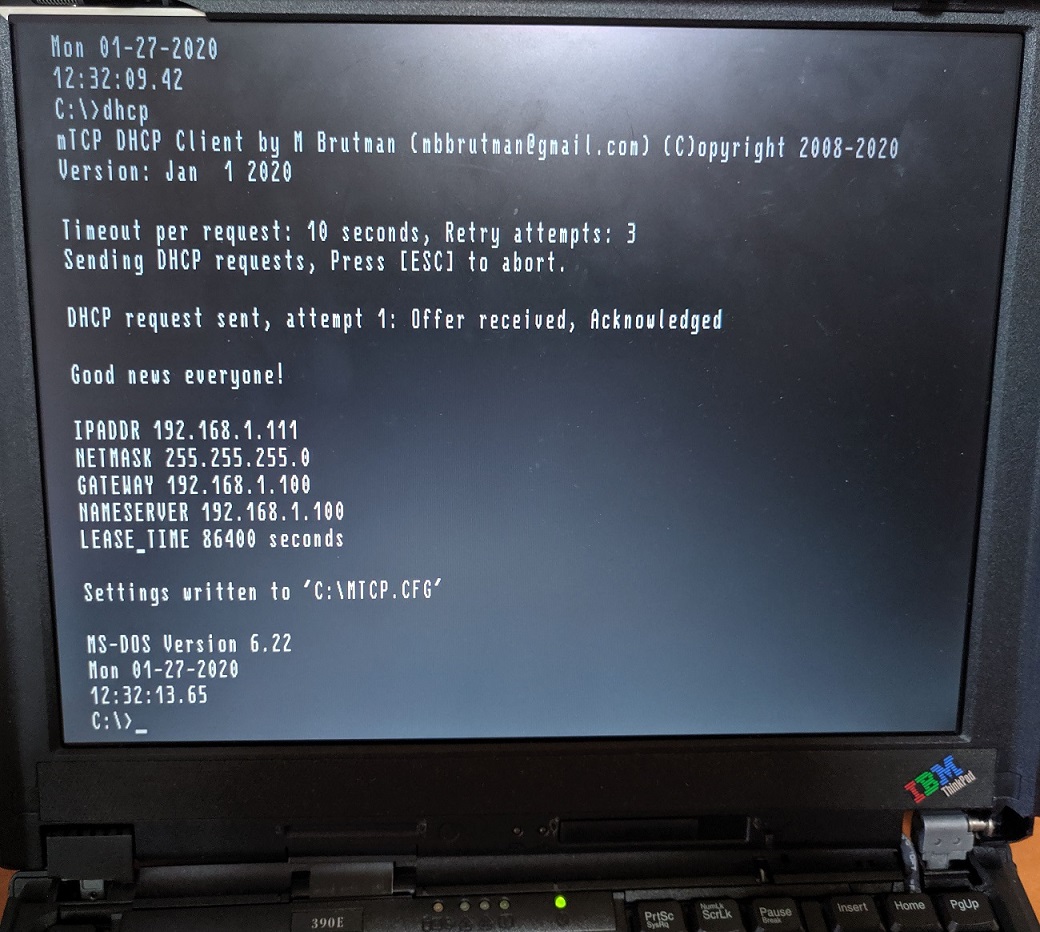 Mon 01-27-2020
12:32:09.42
C:\>dhcp
mTCP DHCP Client by M Brutman (mbbrutman@gmail.com) (C)opyright 2008-2020
Version: Jan  1 2020
Timeout per request: 10 seconds, Retry attempts: 3
Sending DHCP requests, Press [ESC] to abort.
DHCP request sent, attempt 1: Offer received, Acknowledged
Good news everyone!
IPADDR 192.168.1.111
NETMASK 255.255.255.0
GATEWAY 192.168.1.100
NAMESERVER 192.168.1.100
LEASE_TIME 86400 seconds
Settings written to 'C:\MTCP.CFG'
MS-DOS Version 6.22
Mon 01-27-2020
12:32:13.65
C:\>_
IBM
ThinkPad
390E
PrtSc
SysRq
NumLk
ScrLk
Pause
Break
Insert
Home
PgUp